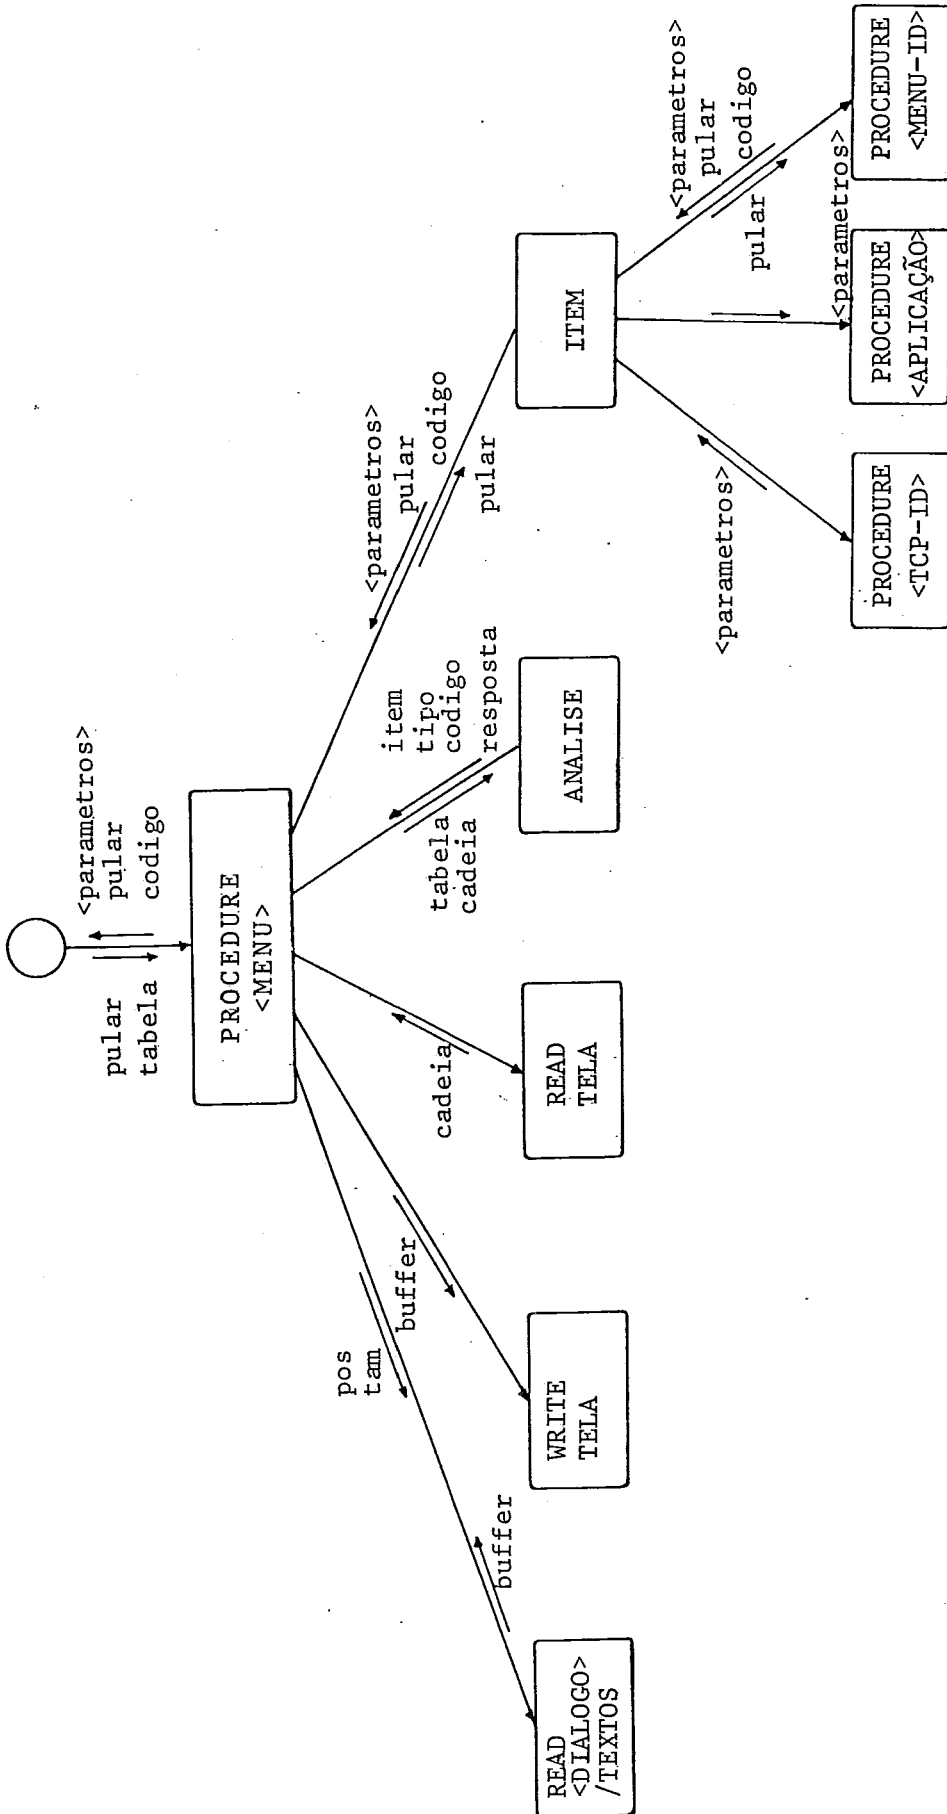 pular
tabela
<parametros>
pular
codigo
PROCEDURE
<MENU>
pos
tam
buffer
buffer
cadeia
tabela
cadeia
item
tipo
codigo
resposta
<parametros>
pular
codigo
pular
READ
<DIALOGO>
/TEXTOS
WRITE
TELA
READ
TELA
ANALISE
ITEM
<parametros>
<parametros>
pular
<parametros>
pular
codigo
PROCEDURE
<TCP-ID>
PROCEDURE
<APLICAÇÃO>
PROCEDURE
<MENU-ID>